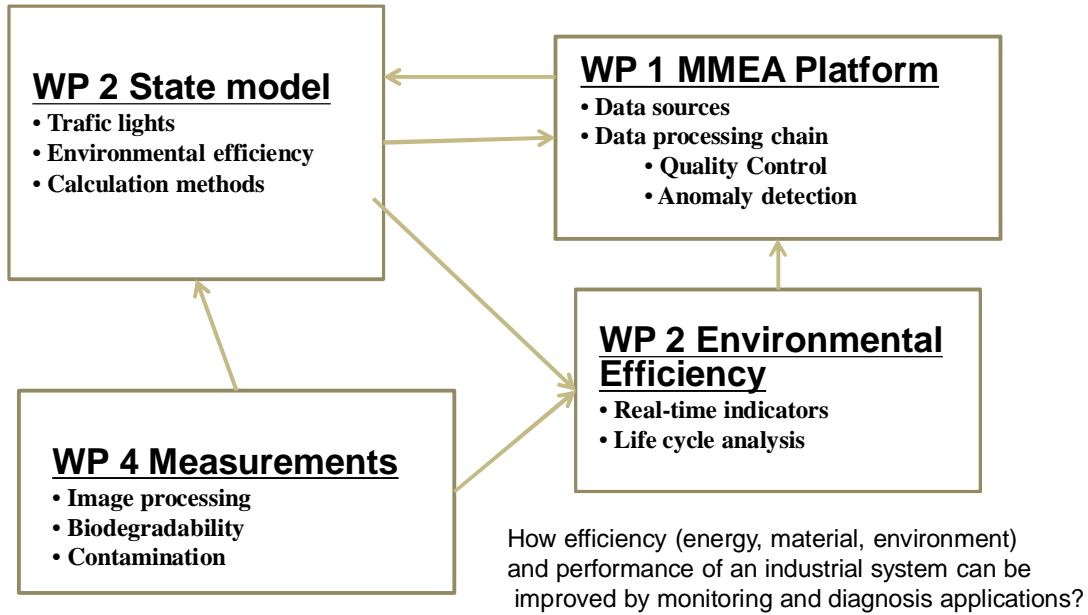 WP 2 State model
• Trafic lights
• Environmental efficiency
• Calculation methods
WP 1 MMEA Platform
• Data sources
• Data processing chain
• Quality Control
• Anomaly detection
WP 2 Environmental
Efficiency
• Real-time indicators
• Life cycle analysis
WP 4 Measurements
• Image processing
• Biodegradability
• Contamination
How efficiency (energy, material, environment)
and performance of an industrial system can be
improved by monitoring and diagnosis applications?